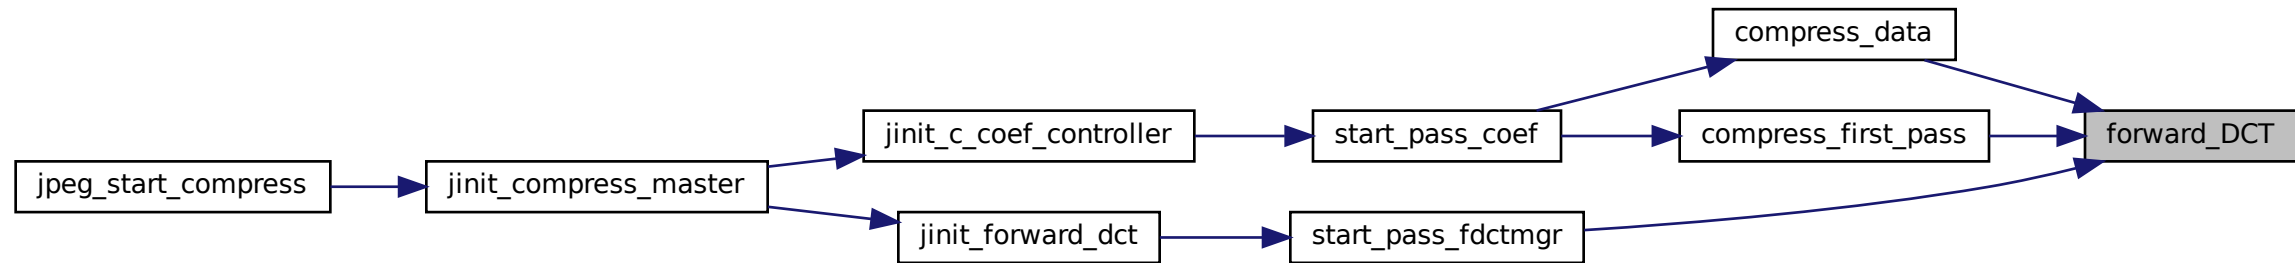 compress_data
jinit_c_coef_controller
start_pass_coef
compress_first_pass
forward_DCT
jpeg_start_compress
jinit_compress_master
jinit_forward_dct
start_pass_fdctmgr